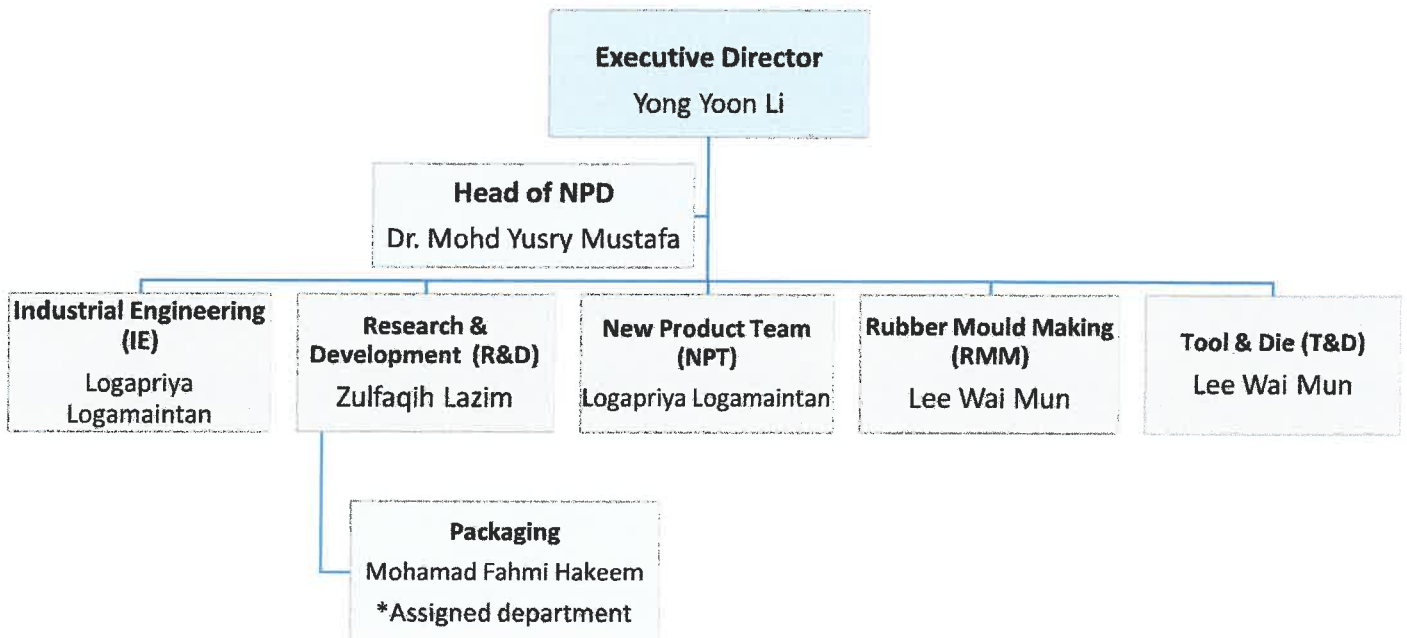 Executive Director
Yong Yoon Li
Head of NPD
Dr. Mohd Yusry Mustafa
Industrial Engineering
(IE)
Logapriya
Logamaintan
Research &
Development (R&D)
Zulfaqih Lazim
New Product Team
(NPT)
Logapriya Logamaintan
Rubber Mould Making
(RMM)
Lee Wai Mun
Tool & Die (T&D)
Lee Wai Mun
Packaging
Mohamad Fahmi Hakeem
*Assigned department